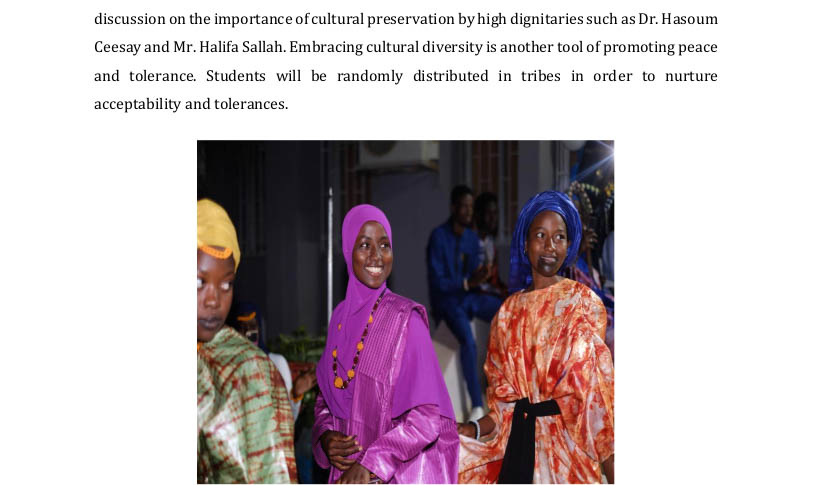 discussion on the importance of cultural preservation by high dignitaries such as Dr. Hasoum
Ceesay and Mr. Halifa Sallah. Embracing cultural diversity is another tool of promoting peace
and tolerance. Students will be randomly distributed in tribes in order to nurture
acceptability and tolerances.